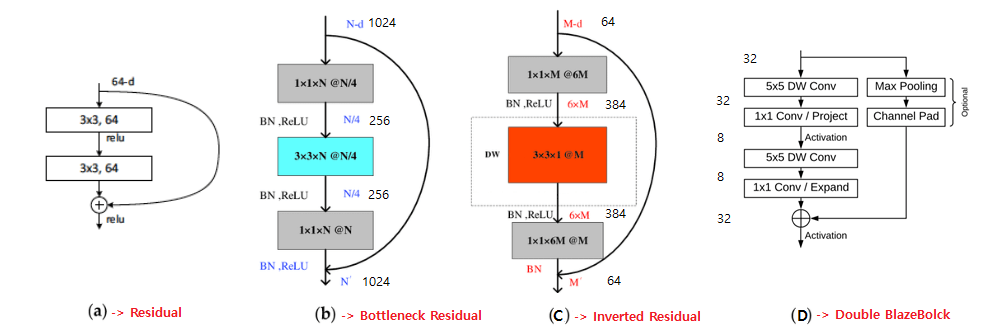 64-d
3x3, 64
relu
3x3, 64
relu
(a) -> Residual
N-d 1024
1×1×N @N/4
BN ,ReLU N/4 256
3×3×N @N/4
BN ,ReLU N/4 256
1×1×N @N
BN ,ReLU
N' 1024
(b) -> Bottleneck Residual
M-d 64
1×1×M @6M
BN ,ReLU 6×M 384
DW
3×3×1 @M
BN ,ReLU 6×M 384
1×1×6M @M
BN
M' 64
(C) -> Inverted Residual
32
5x5 DW Conv
Max Pooling
32
1x1 Conv / Project
Channel Pad
Optional
Activation
8
5x5 DW Conv
8
1x1 Conv / Expand
32
Activation
(D) -> Double BlazeBolck